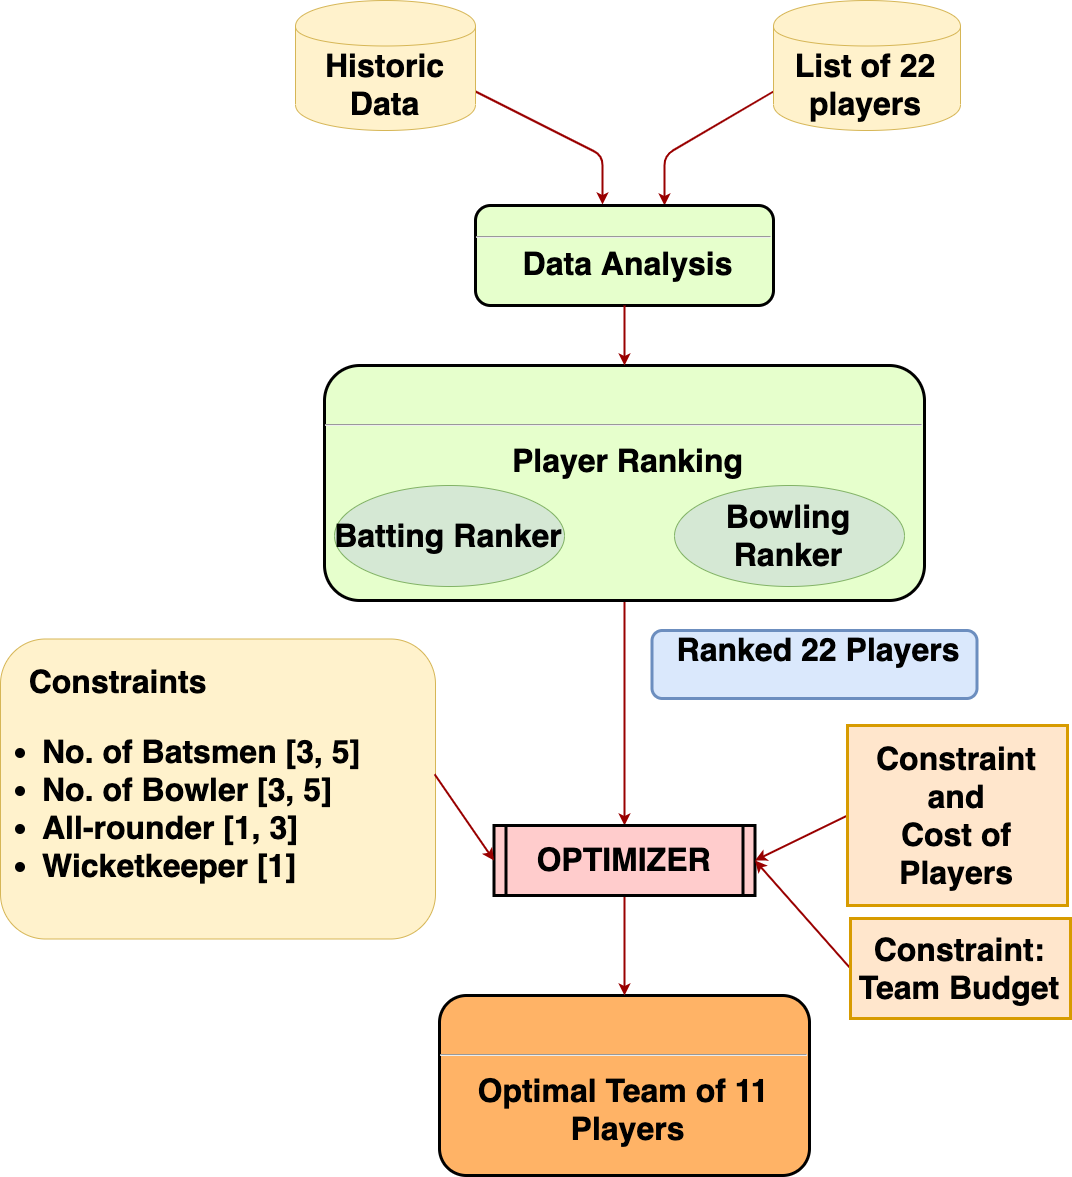 Historic
Data
List of 22
players
Data Analysis
Player Ranking
Batting Ranker
Bowling
Ranker
Ranked 22 Players
Constraints
• No. of Batsmen [3, 5]
• No. of Bowler [3, 5]
• All-rounder [1, 3]
• Wicketkeeper [1]
OPTIMIZER
Constraint
and
Cost of
Players
Constraint:
Team Budget
Optimal Team of 11
Players